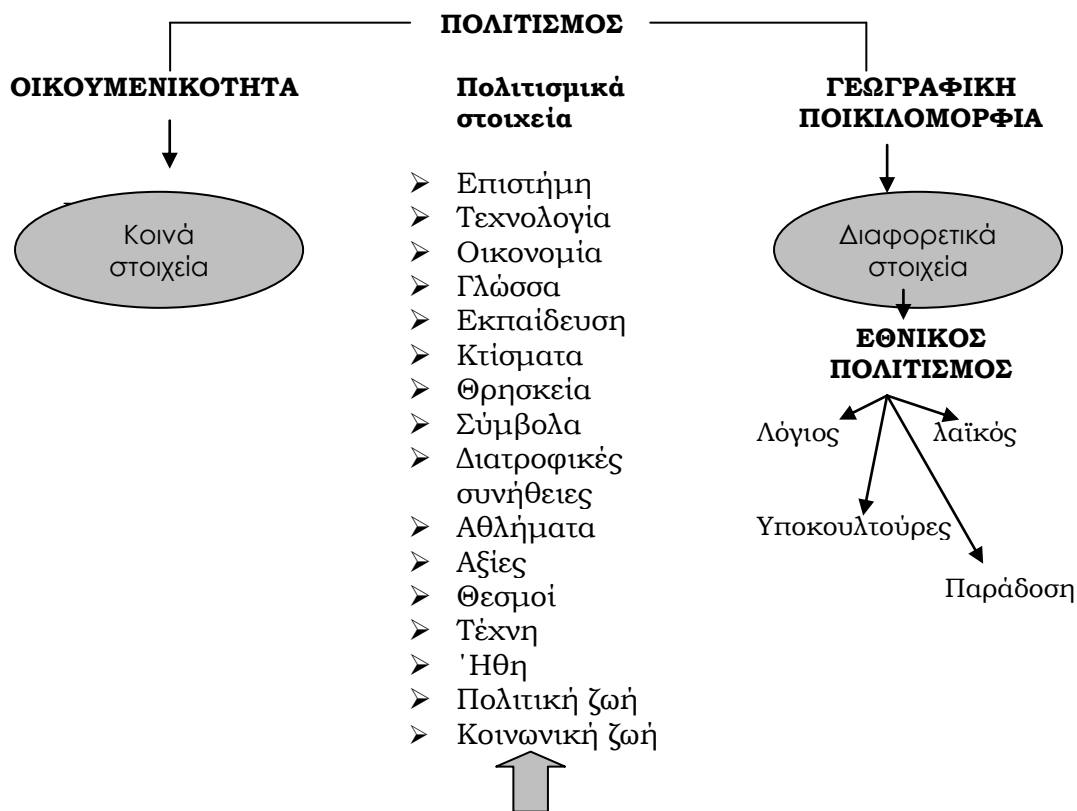 ΠΟΛΙΤΙΣΜΟΣ
ΟΙΚΟΥΜΕΝΙΚΟΤΗΤΑ
Κοινά
στοιχεία
Πολιτισμικά
στοιχεία
Επιστήμη
Τεχνολογία
Οικονομία
Γλώσσα
Εκπαίδευση
Κτίσματα
Θρησκεία
Σύμβολα
Διατροφικές
συνήθειες
Αθλήματα
Αξίες
Θεσμοί
Τέχνη
΄Ηθη
Πολιτική ζωή
Κοινωνική ζωή
ΓΕΩΓΡΑΦΙΚΗ
ΠΟΙΚΙΛΟΜΟΡΦΙΑ
Διαφορετικά
στοιχεία
ΕΘΝΙΚΟΣ
ΠΟΛΙΤΙΣΜΟΣ
Λόγιος
λαϊκός
Υποκουλτούρες
Παράδοση